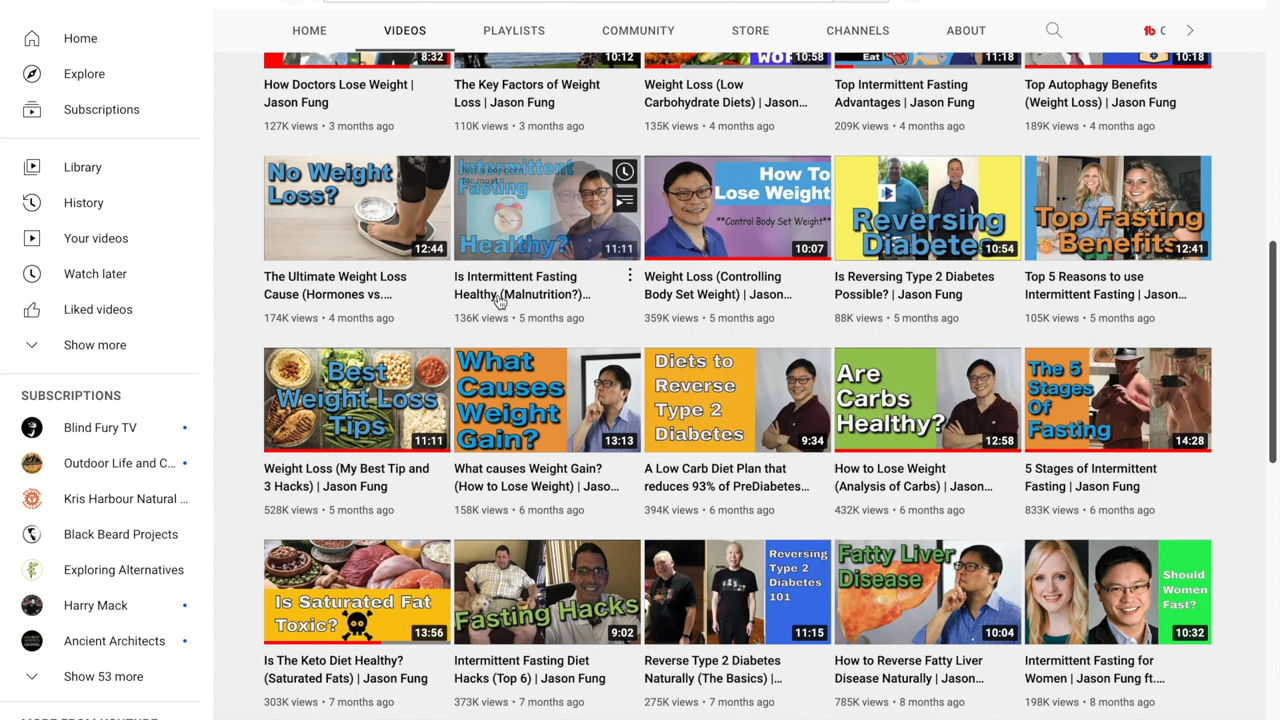 HOME
VIDEOS
PLAYLISTS
COMMUNITY
STORE
CHANNELS
ABOUT
Home
Explore
Subscriptions
Library
History
Your videos
Watch later
Liked videos
Show more
SUBSCRIPTIONS
Blind Fury TV
Outdoor Life and C...
Kris Harbour Natural ...
Black Beard Projects
Exploring Alternatives
Harry Mack
Ancient Architects
Show 53 more
8:32
10:12
10:58
Eat
11:18
10:18
How Doctors Lose Weight |
Jason Fung
127K views • 3 months ago
The Key Factors of Weight
Loss | Jason Fung
110K views • 3 months ago
Weight Loss (Low
Carbohydrate Diets) | Jason...
135K views • 4 months ago
Top Intermittent Fasting
Advantages | Jason Fung
209K views • 4 months ago
Top Autophagy Benefits
(Weight Loss) | Jason Fung
189K views • 4 months ago
No Weight
Loss?
12:44
Intermittent
Fasting
Healthy?
11:11
How To
Lose Weight
**Control Body Set Weight**
10:07
Reversing
Diabete
10:54
Top Fasting
Benefits
12:41
The Ultimate Weight Loss
Cause (Hormones vs....
174K views • 4 months ago
Is Intermittent Fasting
Healthy (Malnutrition?)...
136K views • 5 months ago
Weight Loss (Controlling
Body Set Weight) | Jason...
359K views • 5 months ago
Is Reversing Type 2 Diabetes
Possible? | Jason Fung
88K views • 5 months ago
Top 5 Reasons to use
Intermittent Fasting | Jason...
105K views • 5 months ago
Best
Weight Loss
Tips
11:11
What
Causes
Weight
Gain?
13:13
Diets to
Reverse
Type 2
Diabetes
9:34
Are
Carbs
Healthy?
12:58
The 5
Stages
Of
Fasting
14:28
Weight Loss (My Best Tip and
3 Hacks) | Jason Fung
528K views • 5 months ago
What causes Weight Gain?
(How to Lose Weight) | Jaso...
158K views • 6 months ago
A Low Carb Diet Plan that
reduces 93% of PreDiabetes...
394K views • 6 months ago
How to Lose Weight
(Analysis of Carbs) | Jason...
432K views • 6 months ago
5 Stages of Intermittent
Fasting | Jason Fung
833K views • 6 months ago
Is Saturated Fat
Toxic?
13:56
Fasting Hacks
9:02
Reversing
Type 2
Diabetes
101
11:15
Fatty Liver
Disease
10:04
Should
Women
Fast?
10:32
Is The Keto Diet Healthy?
(Saturated Fats) | Jason Fung
303K views • 7 months ago
Intermittent Fasting Diet
Hacks (Top 6) | Jason Fung
373K views • 7 months ago
Reverse Type 2 Diabetes
Naturally (The Basics) |...
275K views • 7 months ago
How to Reverse Fatty Liver
Disease Naturally | Jason...
785K views • 8 months ago
Intermittent Fasting for
Women | Jason Fung ft....
198K views • 8 months ago